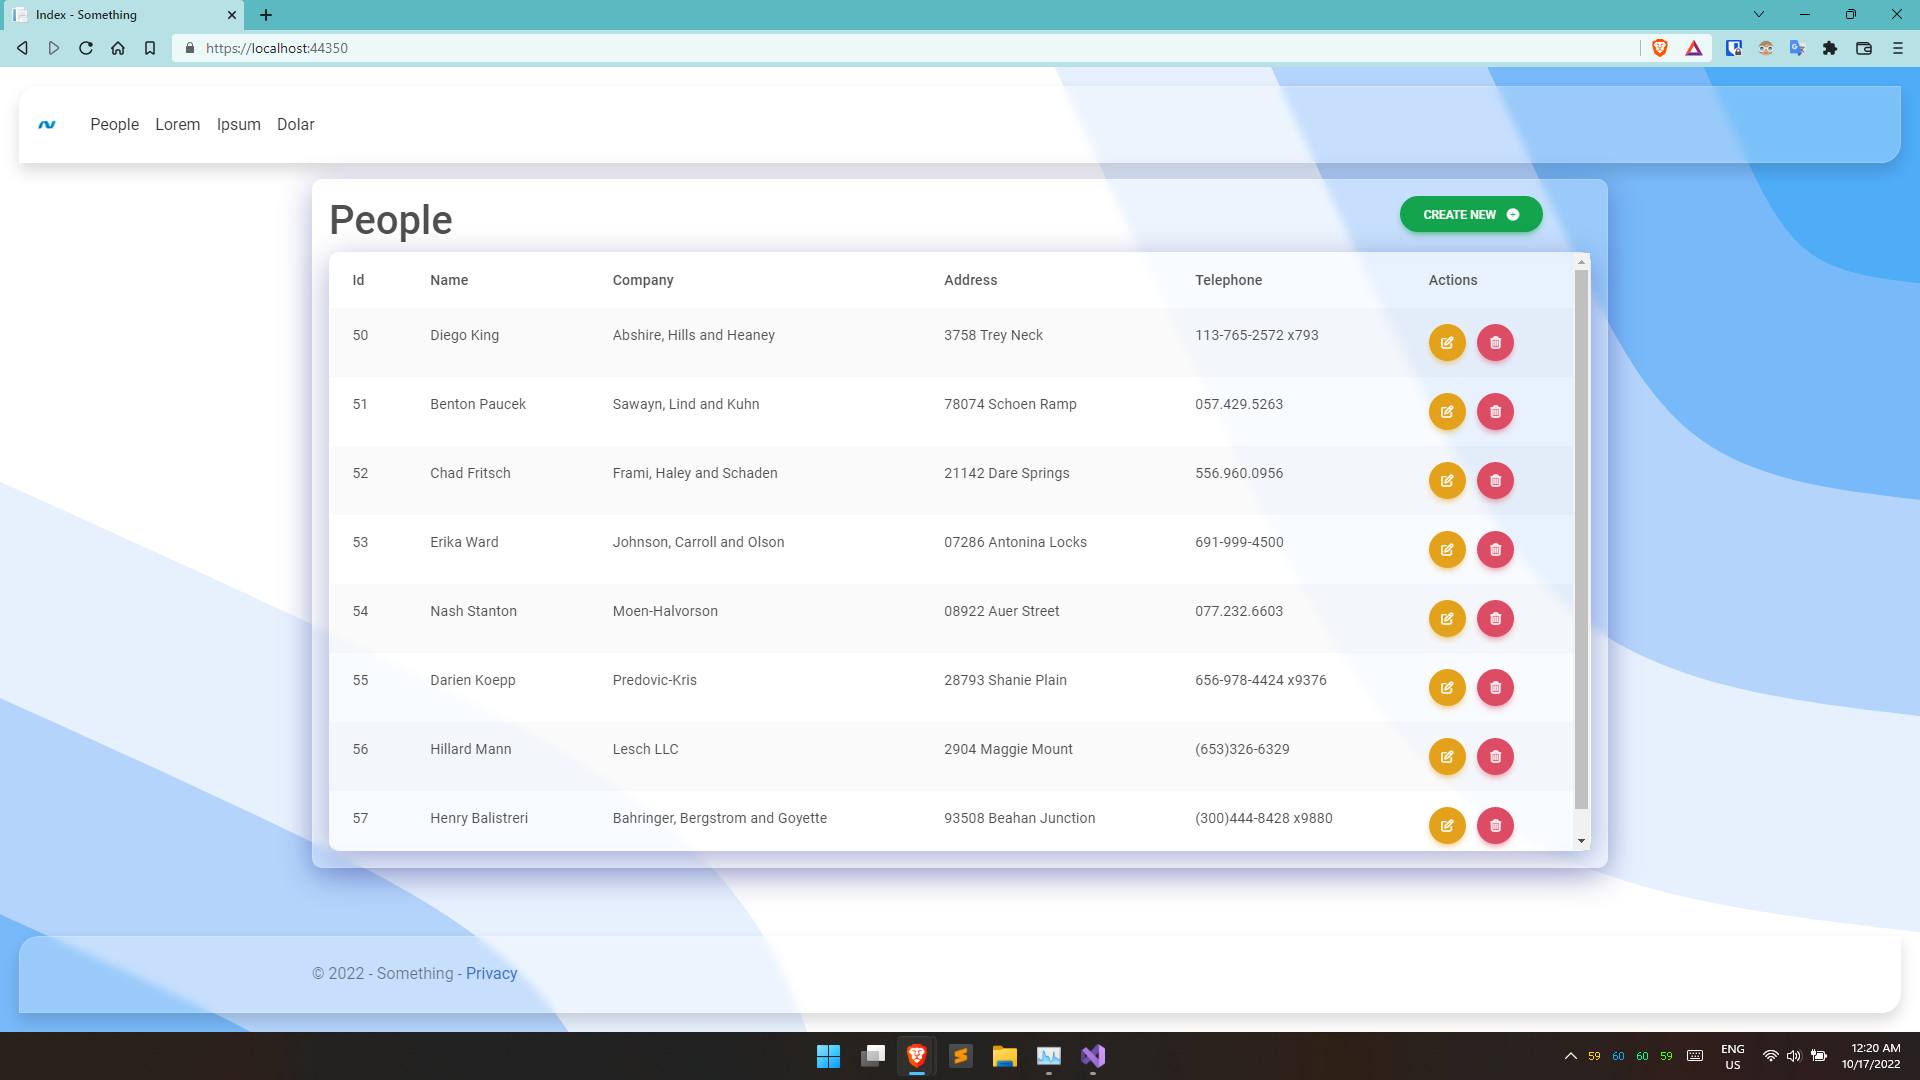 Index - Something
https://localhost:44350
People Lorem Ipsum Dolar
People
CREATE NEW
Id Name Company Address Telephone Actions
50 Diego King Abshire, Hills and Heaney 3758 Trey Neck 113-765-2572 x793
51 Benton Paucek Sawayn, Lind and Kuhn 78074 Schoen Ramp 057.429.5263
52 Chad Fritsch Frami, Haley and Schaden 21142 Dare Springs 556.960.0956
53 Erika Ward Johnson, Carroll and Olson 07286 Antonina Locks 691-999-4500
54 Nash Stanton Moen-Halvorson 08922 Auer Street 077.232.6603
55 Darien Koepp Predovic-Kris 28793 Shanie Plain 656-978-4424 x9376
56 Hillard Mann Lesch LLC 2904 Maggie Mount (653)326-6329
57 Henry Balistreri Bahringer, Bergstrom and Goyette 93508 Beahan Junction (300)444-8428 x9880
© 2022 - Something - Privacy
59 60 60 59
ENG
US
12:20 AM
10/17/2022